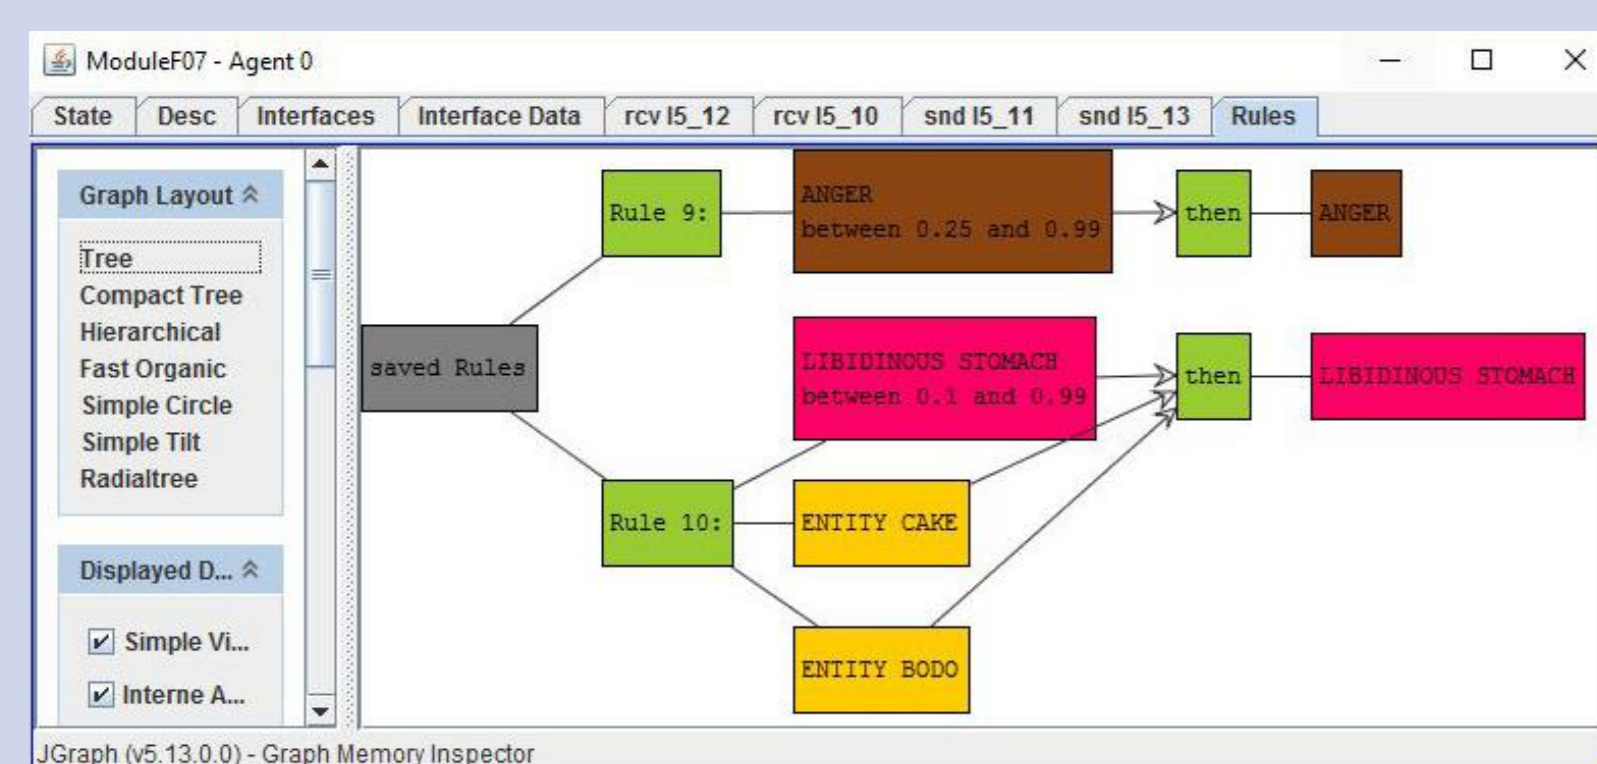 ModuleF07 - Agent 0
State Desc Interfaces Interface Data rcv I5_12 rcv I5_10 snd I5_11 snd I5_13 Rules
Graph Layout
Tree
Compact Tree
Hierarchical
Fast Organic
Simple Circle
Simple Tilt
Radialtree
Displayed D...
Simple Vi...
Interne A...
saved Rules
Rule 9:
ANGER
between 0.25 and 0.99
then
ANGER
Rule 10:
LIBIDINOUS STOMACH
between 0.1 and 0.99
ENTITY CAKE
ENTITY BODO
then
LIBIDINOUS STOMACH
JGraph (v5.13.0.0) - Graph Memory Inspector